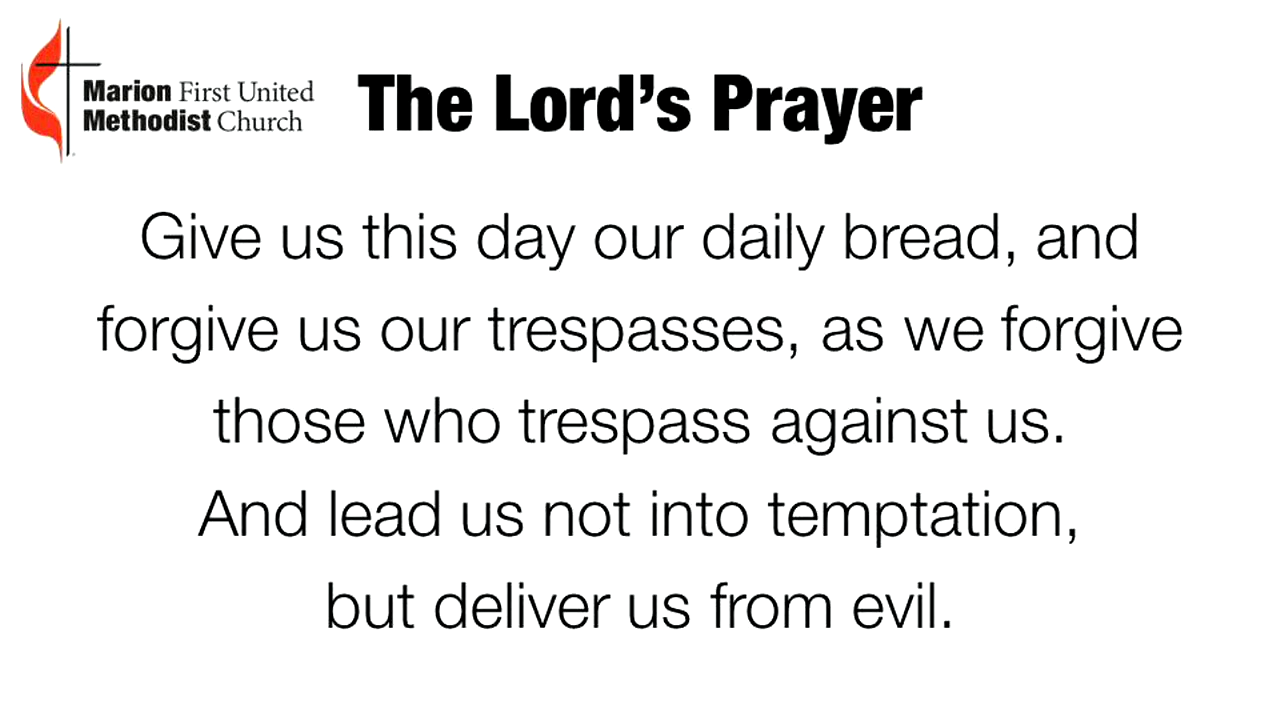 Marion First United
Methodist Church
The Lord's Prayer
Give us this day our daily bread, and
forgive us our trespasses, as we forgive
those who trespass against us.
And lead us not into temptation,
but deliver us from evil.